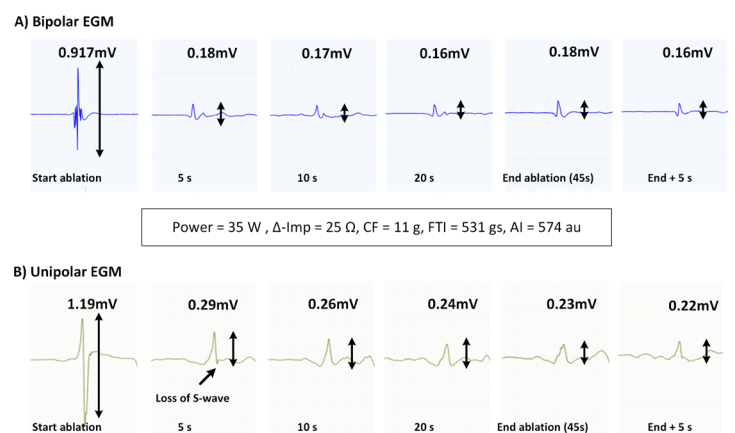 A) Bipolar EGM
0.917mV 0.18mV 0.17mV 0.16mV 0.18mV 0.16mV
Start ablation 5 s 10 s 20 s End ablation (45s) End + 5 s
Power = 35 W , Δ-Imp = 25 Ω, CF = 11 g, FTI = 531 gs, AI = 574 au
B) Unipolar EGM
1.19mV 0.29mV 0.26mV 0.24mV 0.23mV 0.22mV
Loss of S-wave
Start ablation 5 s 10 s 20 s End ablation (45s) End + 5 s